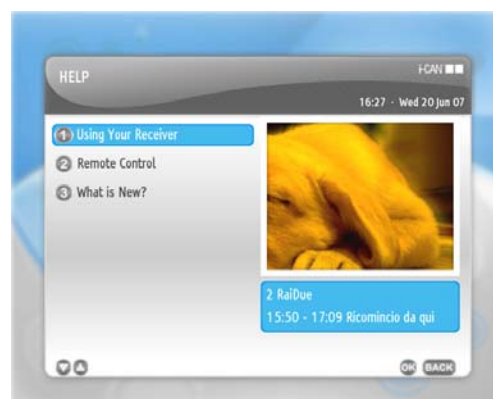 HELP
i-CAN
16:27 - Wed 20 Jun 07
1 Using Your Receiver
2 Remote Control
3 What is New?
2 RaiDue
15:50 - 17:09 Ricomincio da qui
OK BACK